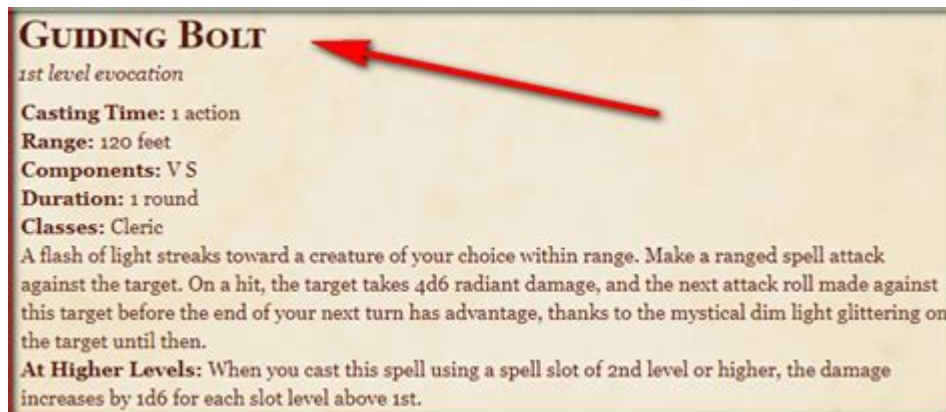 Guiding Bolt
1st level evocation
Casting Time: 1 action
Range: 120 feet
Components: V S
Duration: 1 round
Classes: Cleric
A flash of light streaks toward a creature of your choice within range. Make a ranged spell attack
against the target. On a hit, the target takes 4d6 radiant damage, and the next attack roll made against
this target before the end of your next turn has advantage, thanks to the mystical dim light glittering on
the target until then.
At Higher Levels: When you cast this spell using a spell slot of 2nd level or higher, the damage
increases by 1d6 for each slot level above 1st.